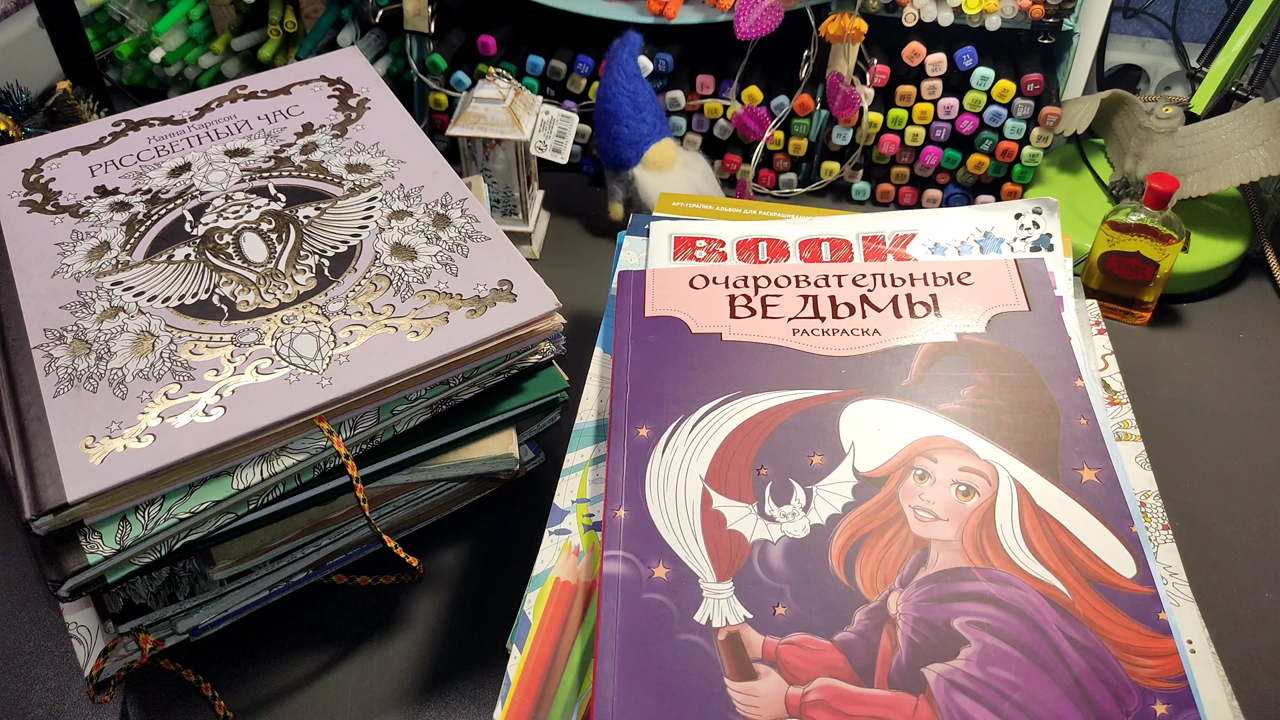 Ханна Карлсон
РАССВЕТНЫЙ ЧАС
АРТ-ТЕРАПИЯ: АЛЬБОМ ДЛЯ РАСКРАШИВАНИЯ
BOOK
ОЧАРОВАТЕЛЬНЫЕ
ВЕДЬМЫ
РАСКРАСКА